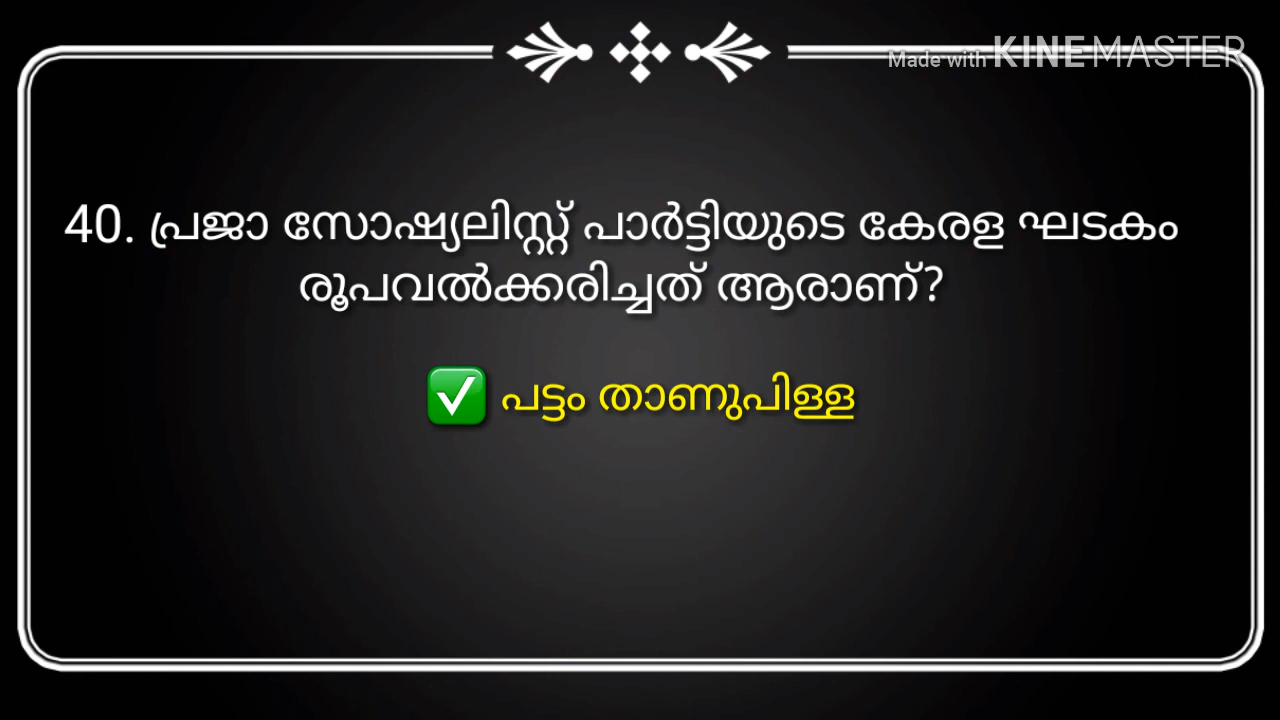 Made with KINEMASTER
40. പ്രജാ സോഷ്യലിസ്റ്റ് പാർട്ടിയുടെ കേരള ഘടകം
രൂപവൽക്കരിച്ചത് ആരാണ്?
✅ പട്ടം താണുപിള്ള